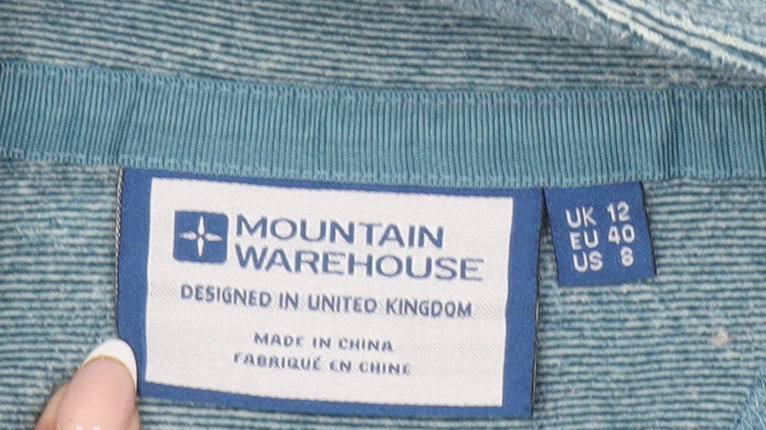 MOUNTAIN
WAREHOUSE
DESIGNED IN UNITED KINGDOM
MADE IN CHINA
FABRIQUÉ EN CHINE
UK 12
EU 40
US 8